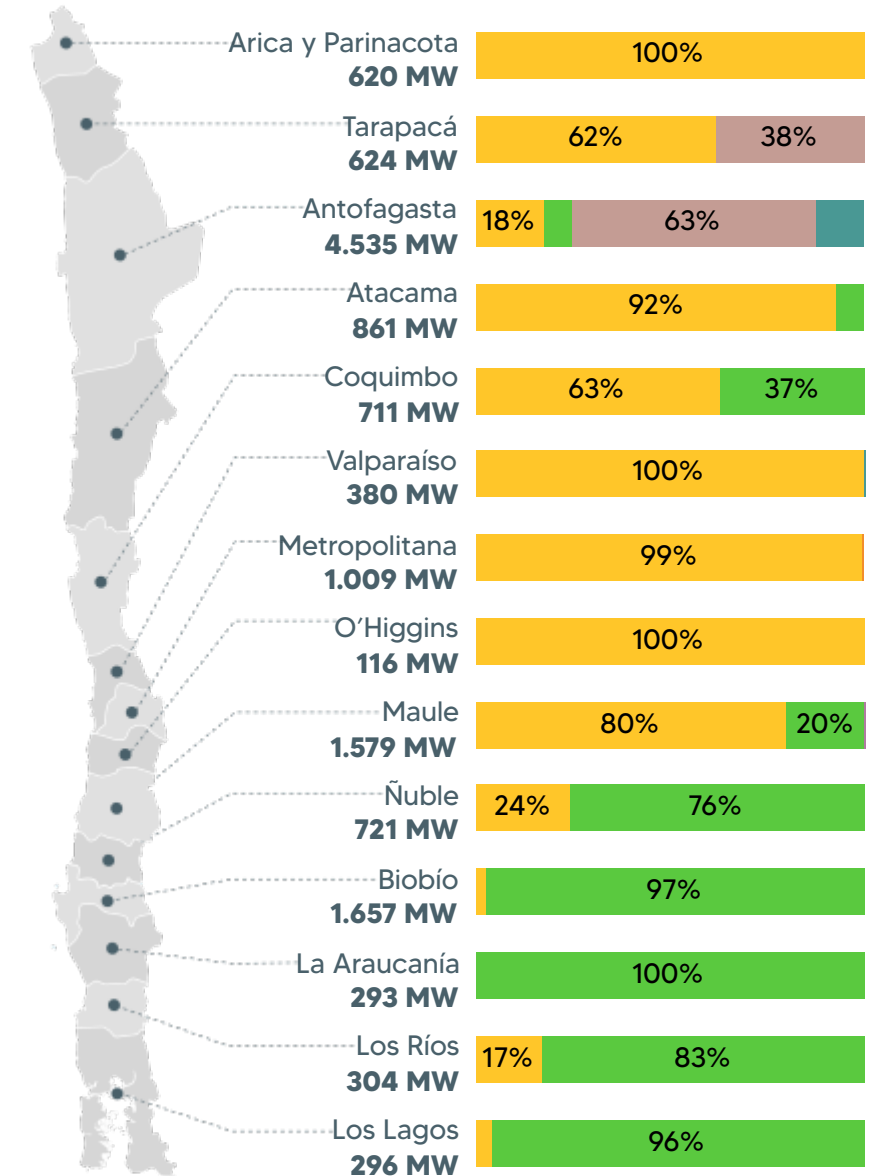 Arica y Parinacota
620 MW
100%
Tarapacá
624 MW
62% 38%
Antofagasta
4.535 MW
18% 63%
Atacama
861 MW
92%
Coquimbo
711 MW
63% 37%
Valparaíso
380 MW
100%
Metropolitana
1.009 MW
99%
O'Higgins
116 MW
100%
Maule
1.579 MW
80% 20%
Ñuble
721 MW
24% 76%
Biobío
1.657 MW
97%
La Araucanía
293 MW
100%
Los Ríos
304 MW
17% 83%
Los Lagos
296 MW
96%